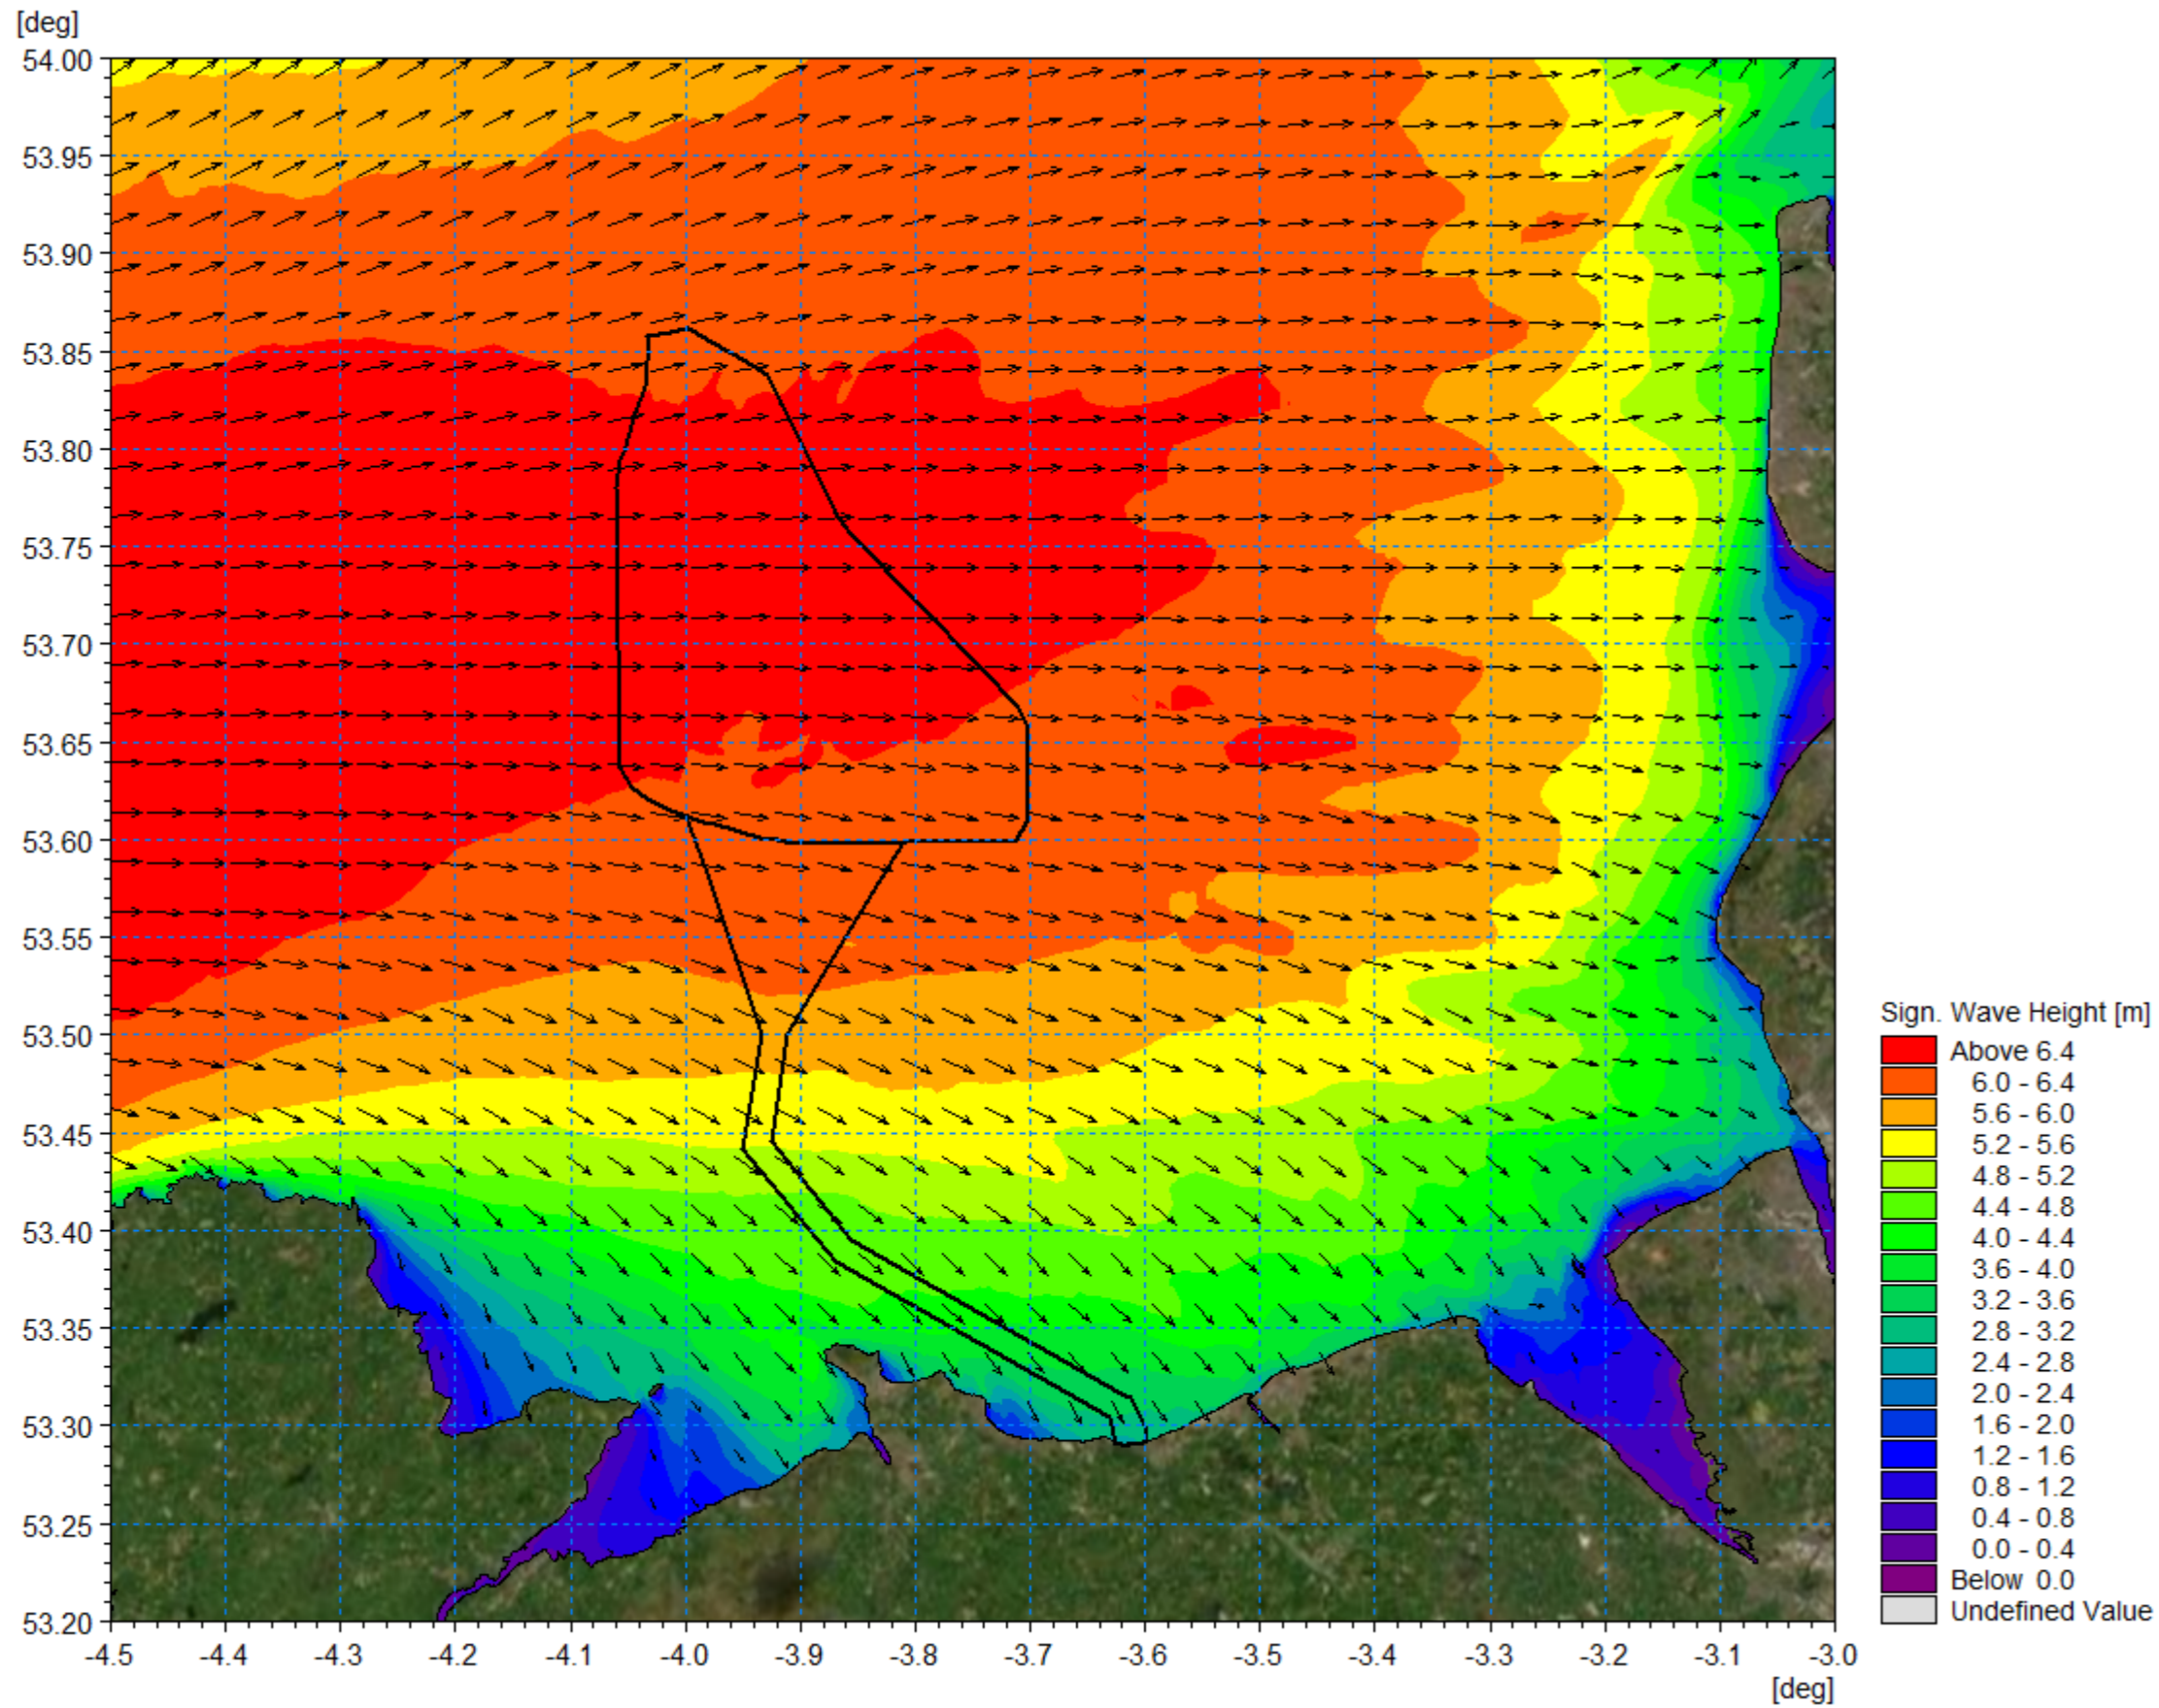 [deg]
54.00
53.95
53.90
53.85
53.80
53.75
53.70
53.65
53.60
53.55
53.50
53.45
53.40
53.35
53.30
53.25
53.20
-4.5 -4.4 -4.3 -4.2 -4.1 -4.0 -3.9 -3.8 -3.7 -3.6 -3.5 -3.4 -3.3 -3.2 -3.1 -3.0
[deg]
Sign. Wave Height [m]
Above 6.4
6.0 - 6.4
5.6 - 6.0
5.2 - 5.6
4.8 - 5.2
4.4 - 4.8
4.0 - 4.4
3.6 - 4.0
3.2 - 3.6
2.8 - 3.2
2.4 - 2.8
2.0 - 2.4
1.6 - 2.0
1.2 - 1.6
0.8 - 1.2
0.4 - 0.8
0.0 - 0.4
Below 0.0
Undefined Value